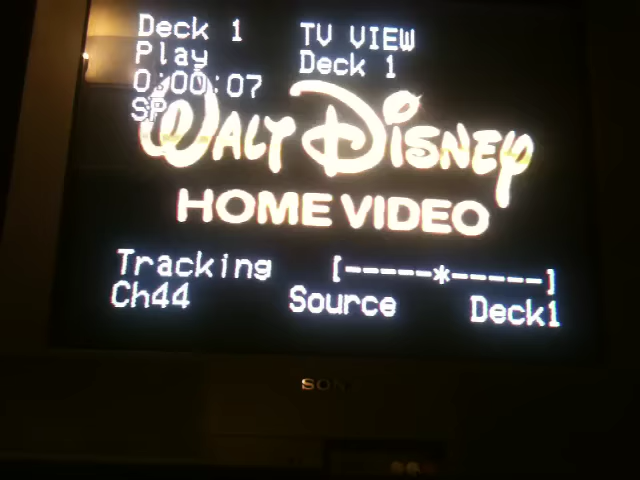 Deck 1
Play
0:00:07
SP
TV VIEW
Deck 1
WALT DISNEY
HOME VIDEO
Tracking [-----*-----]
Ch44 Source Deck1
SONY